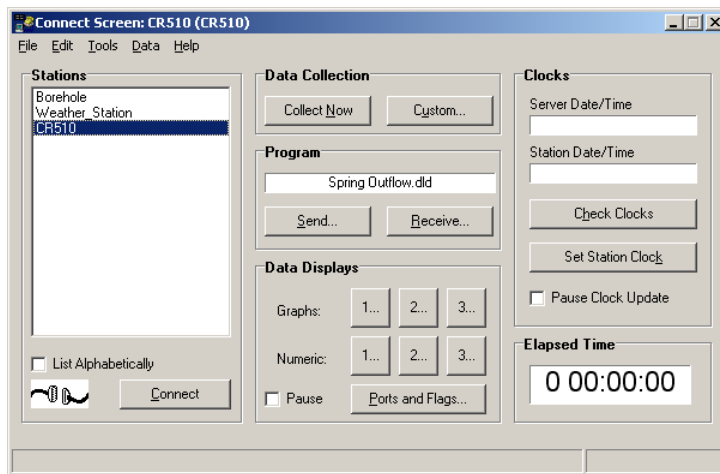 Connect Screen: CR510 (CR510)
File Edit Tools Data Help
Stations
Borehole
Weather_Station
CR510
List Alphabetically
Connect
Data Collection
Collect Now
Custom...
Program
Spring Outflow.dld
Send...
Receive...
Data Displays
Graphs: 1... 2... 3...
Numeric: 1... 2... 3...
Pause
Ports and Flags...
Clocks
Server Date/Time
Station Date/Time
Check Clocks
Set Station Clock
Pause Clock Update
Elapsed Time
0 00:00:00